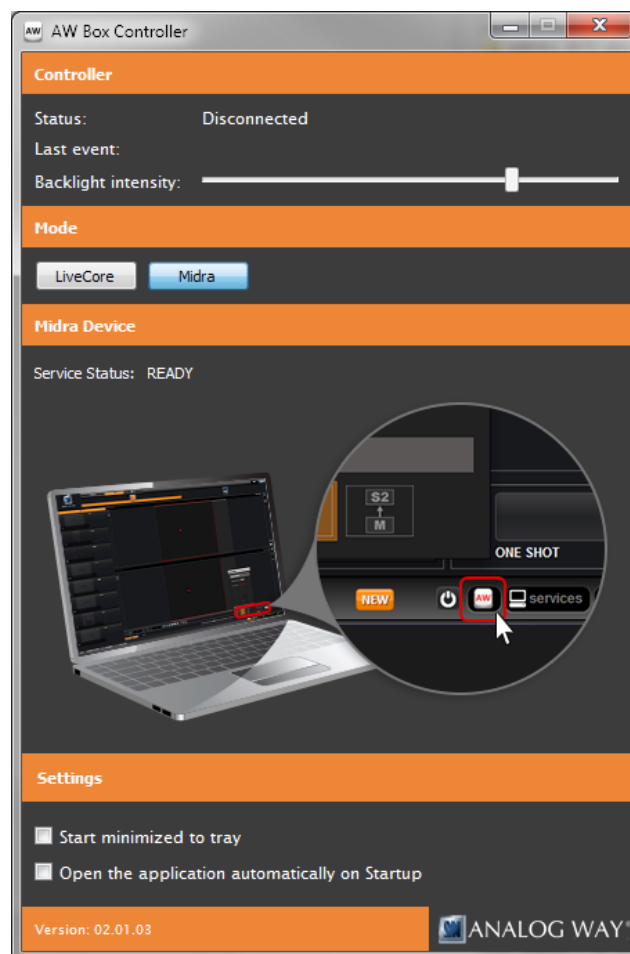 AW AW Box Controller
Controller
Status: Disconnected
Last event:
Backlight intensity:
Mode
LiveCore Midra
Midra Device
Service Status: READY
S2
M
ONE SHOT
NEW AW services
Settings
Start minimized to tray
Open the application automatically on Startup
Version: 02.01.03 ANALOG WAY®